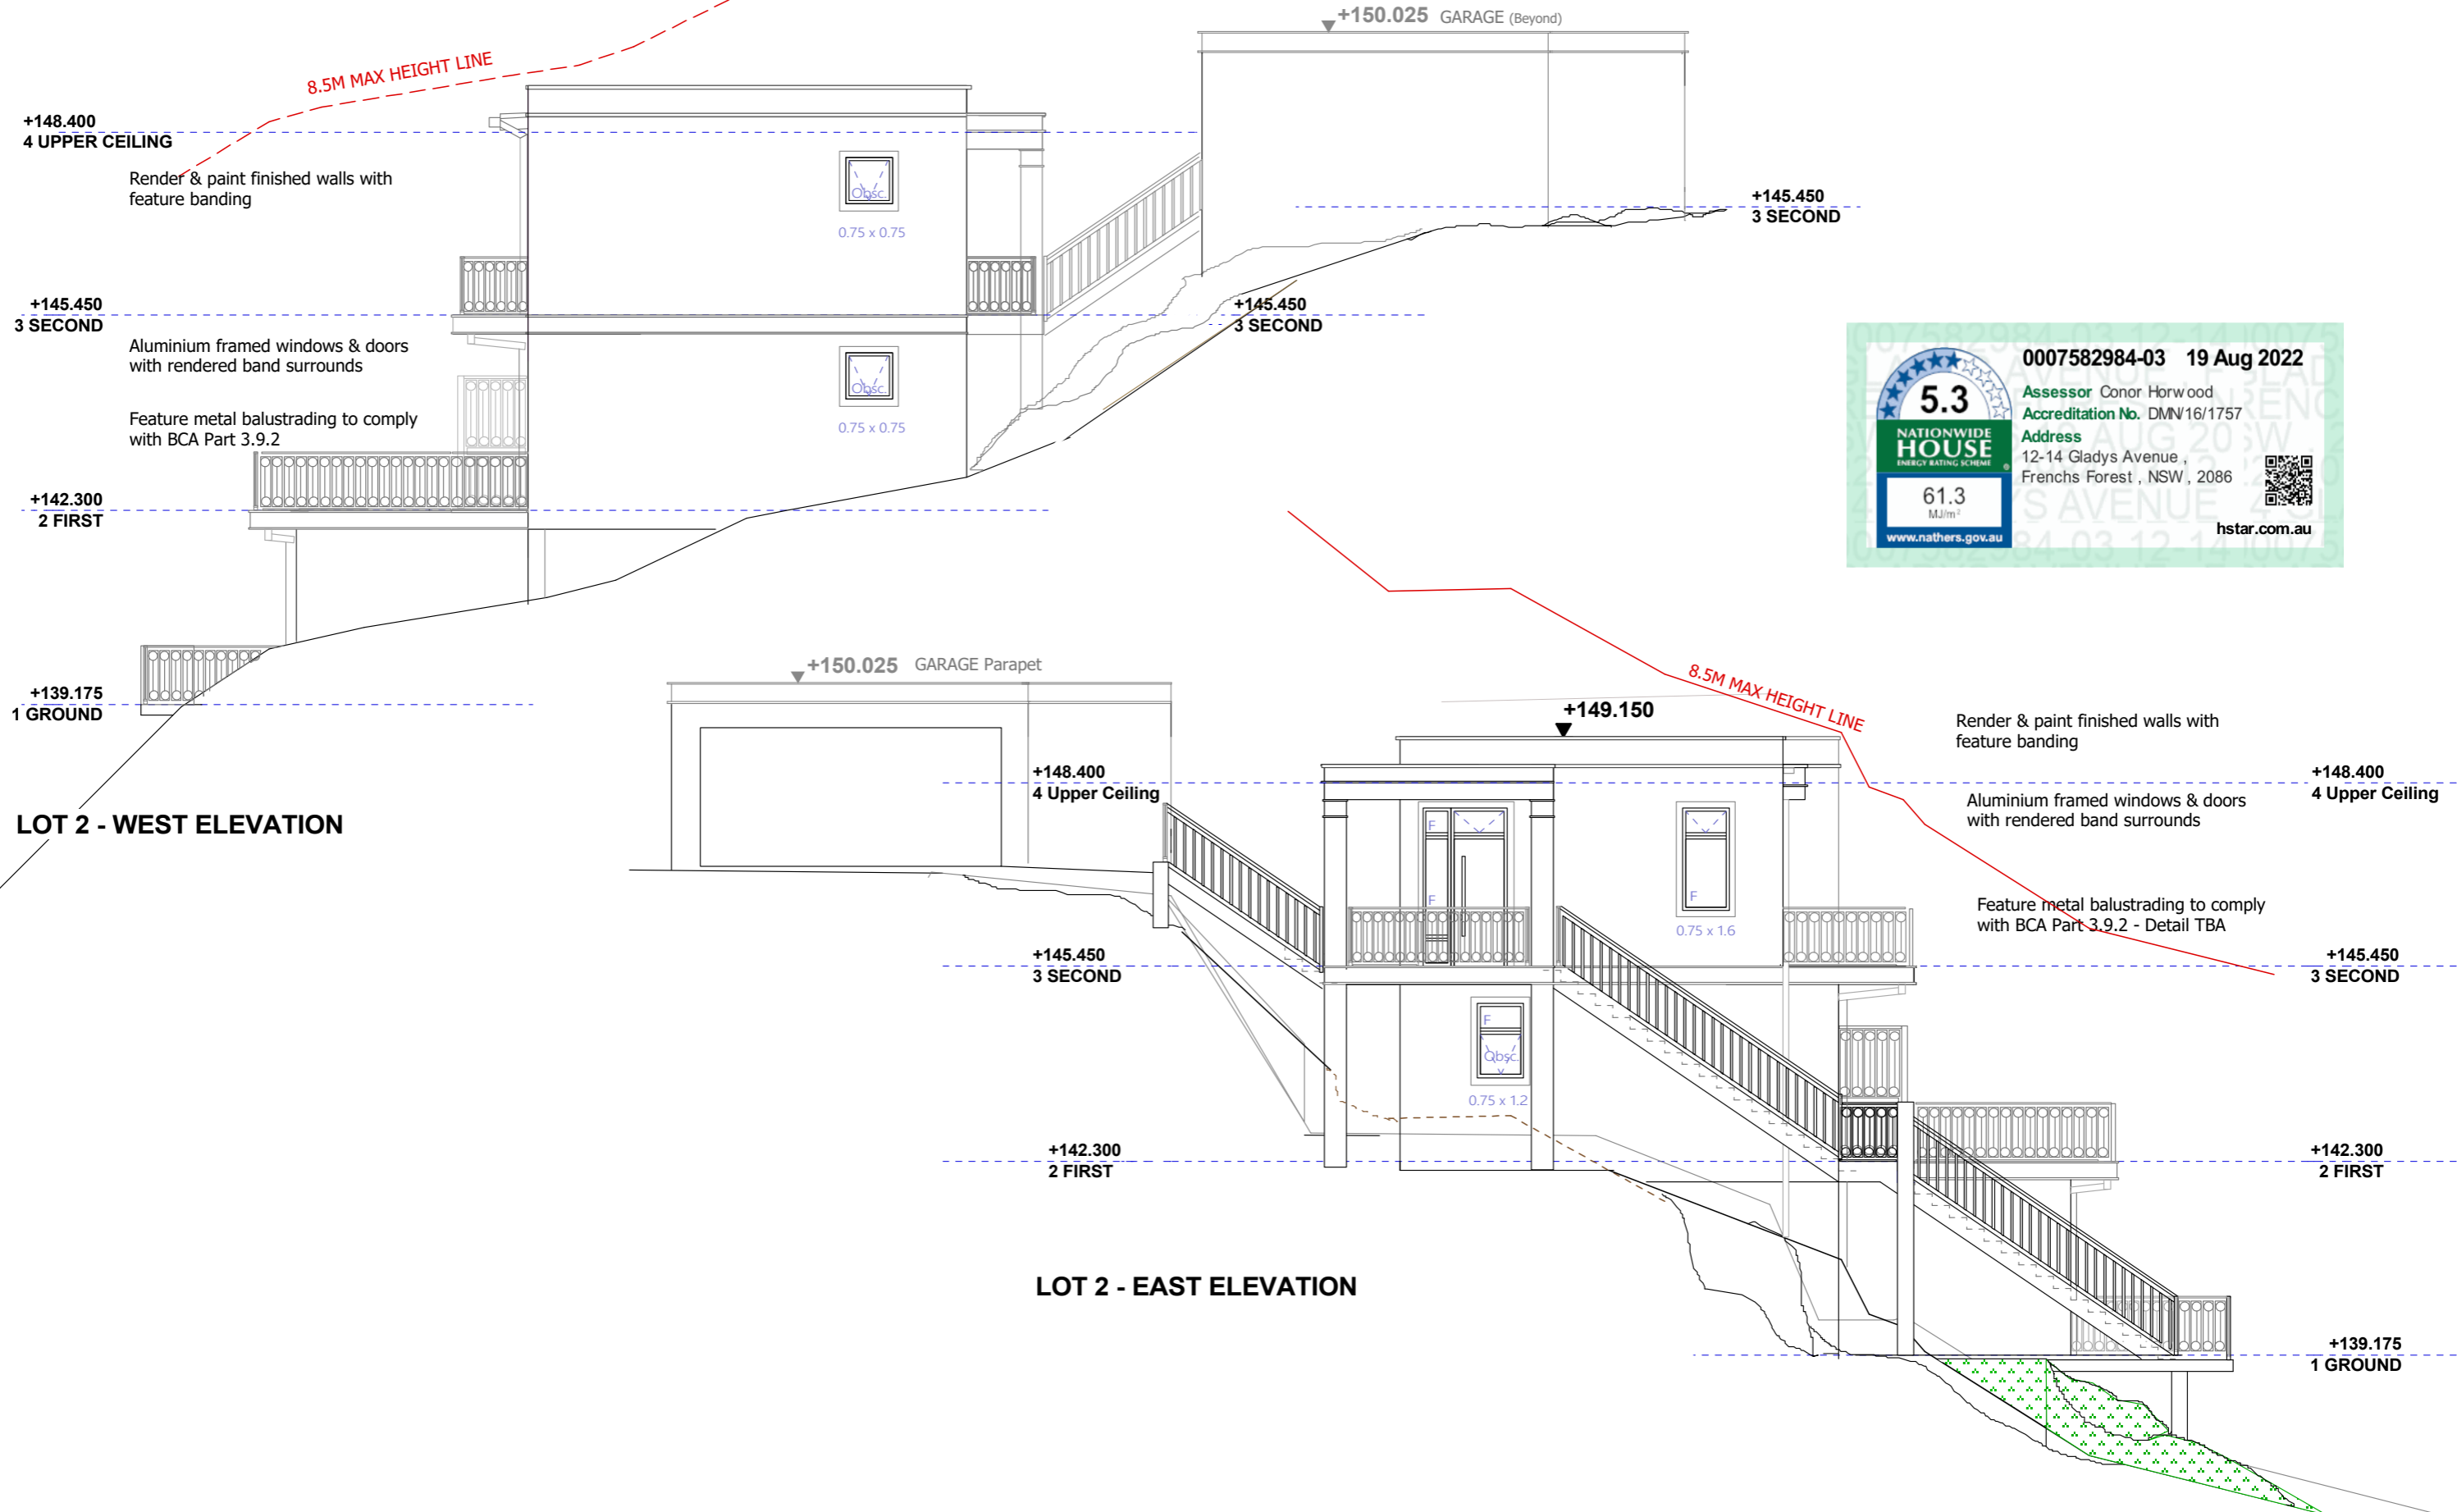 +150.025 GARAGE (Beyond)
8.5M MAX HEIGHT LINE
+148.400
4 UPPER CEILING
Render & paint finished walls with
feature banding
Obsc.
0.75 x 0.75
+145.450
3 SECOND
+145.450
3 SECOND
+145.450
3 SECOND
Aluminium framed windows & doors
with rendered band surrounds
Obsc.
0.75 x 0.75
Feature metal balustrading to comply
with BCA Part 3.9.2
+142.300
2 FIRST
+139.175
1 GROUND
LOT 2 - WEST ELEVATION
0007582984-03 19 Aug 2022
Assessor Conor Horwood
Accreditation No. DMN/16/1757
Address
12-14 Gladys Avenue ,
Frenchs Forest , NSW , 2086
hstar.com.au
5.3
NATIONWIDE
HOUSE
ENERGY RATING SCHEME
61.3
MJ/m²
www.nathers.gov.au
+150.025 GARAGE Parapet
8.5M MAX HEIGHT LINE
+149.150
Render & paint finished walls with
feature banding
+148.400
4 Upper Ceiling
+148.400
4 Upper Ceiling
Aluminium framed windows & doors
with rendered band surrounds
F
F
F
0.75 x 1.6
Feature metal balustrading to comply
with BCA Part 3.9.2 - Detail TBA
+145.450
3 SECOND
+145.450
3 SECOND
F
Obsc.
0.75 x 1.2
+142.300
2 FIRST
+142.300
2 FIRST
LOT 2 - EAST ELEVATION
+139.175
1 GROUND